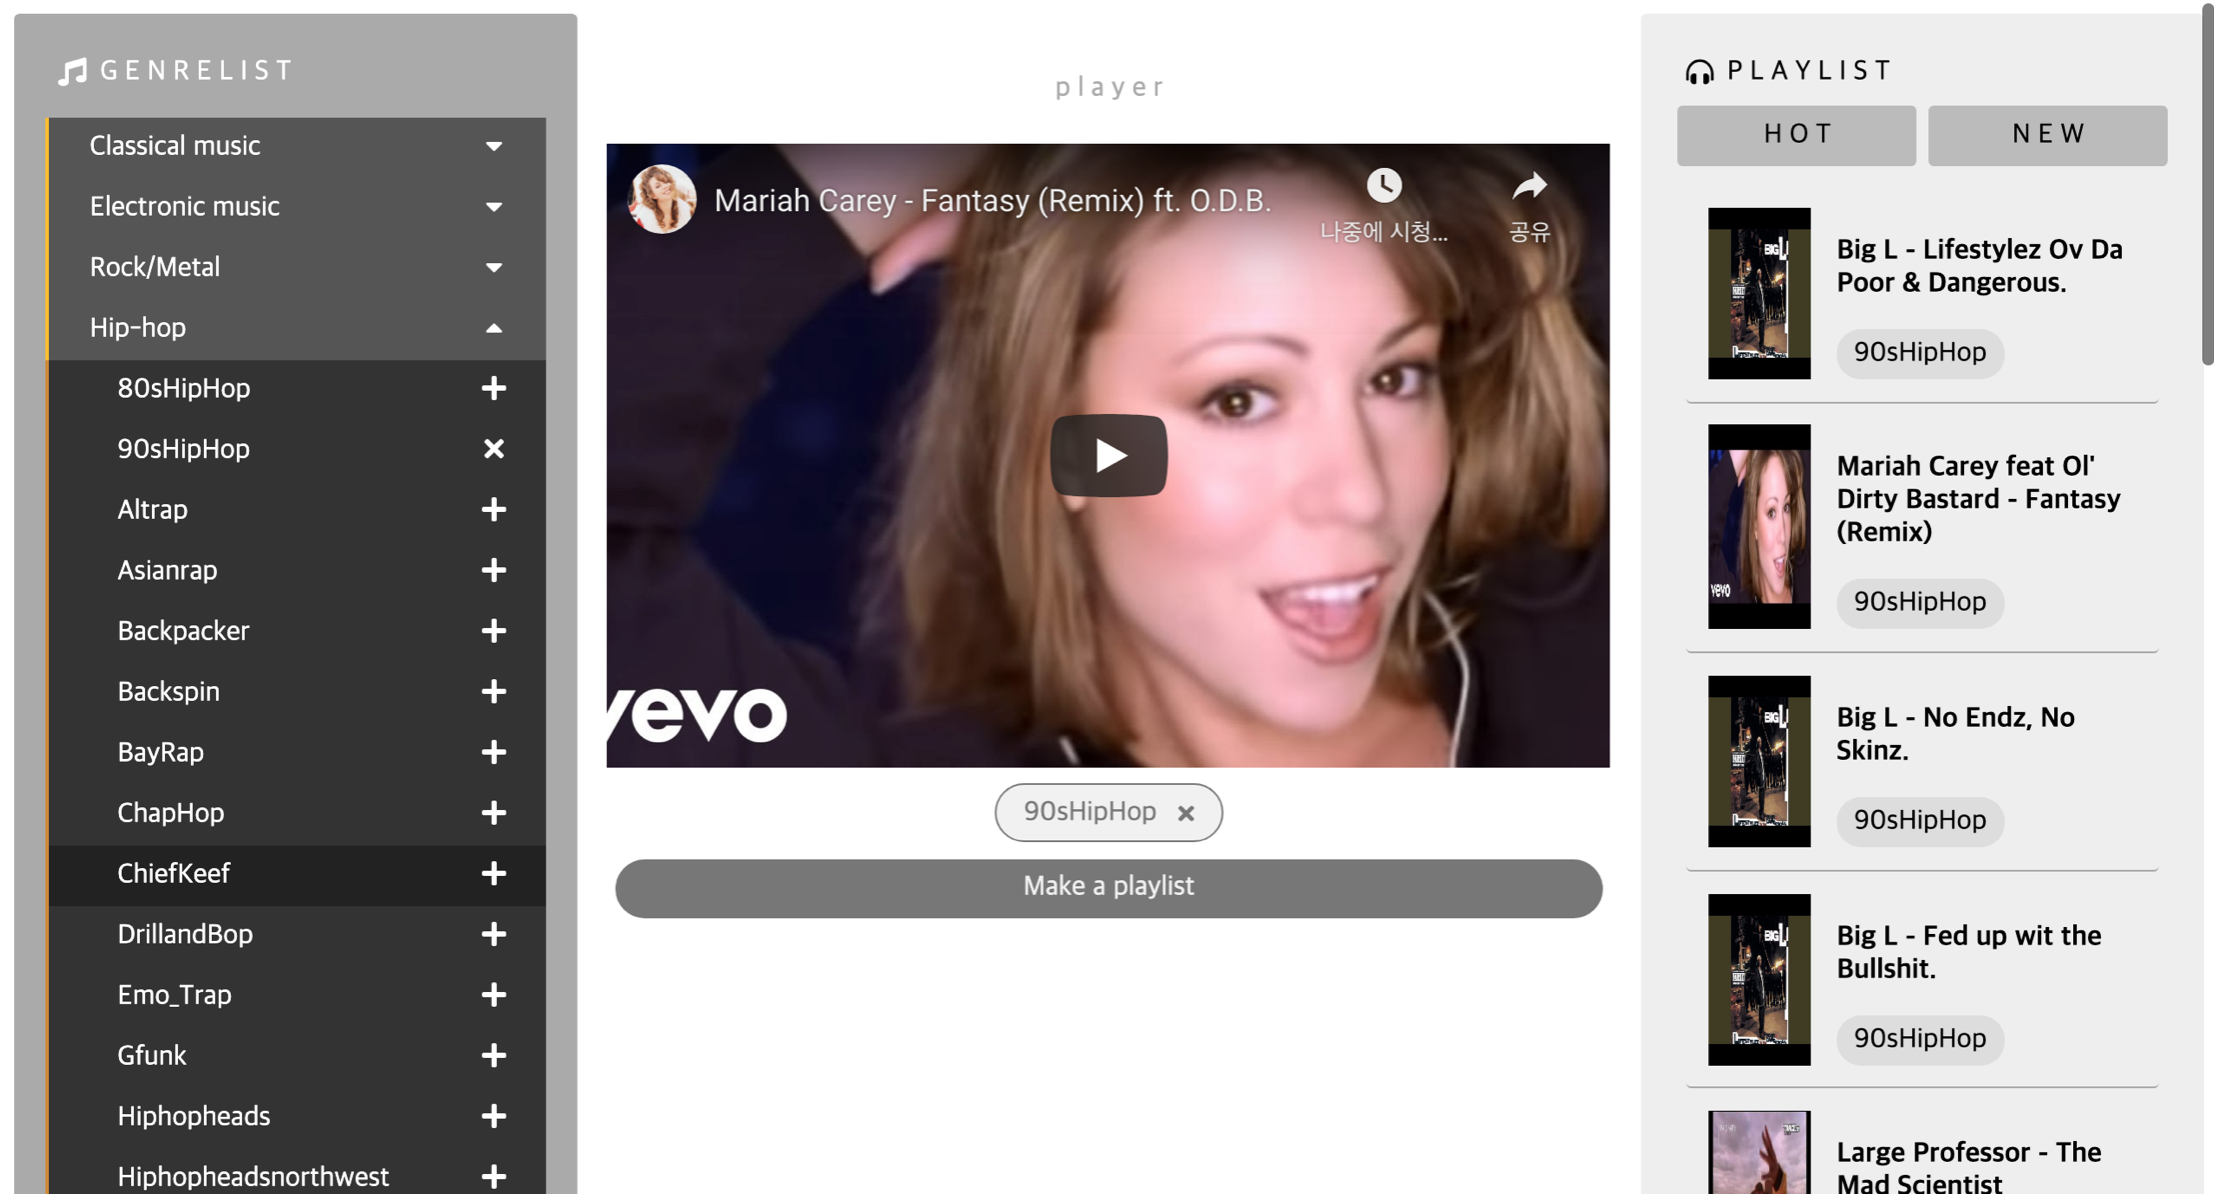 GENRELIST
Classical music
Electronic music
Rock/Metal
Hip-hop
80sHipHop
90sHipHop
Altrap
Asianrap
Backpacker
Backspin
BayRap
ChapHop
ChiefKeef
DrillandBop
Emo_Trap
Gfunk
Hiphopheads
Hiphopheadsnorthwest
player
Mariah Carey - Fantasy (Remix) ft. O.D.B.
나중에 시청...
공유
vevo
90sHipHop
Make a playlist
PLAYLIST
HOT
NEW
Big L - Lifestylez Ov Da
Poor & Dangerous.
90sHipHop
vevo
Mariah Carey feat Ol'
Dirty Bastard - Fantasy
(Remix)
90sHipHop
Big L - No Endz, No
Skinz.
90sHipHop
Big L - Fed up wit the
Bullshit.
90sHipHop
Large Professor - The
Mad Scientist